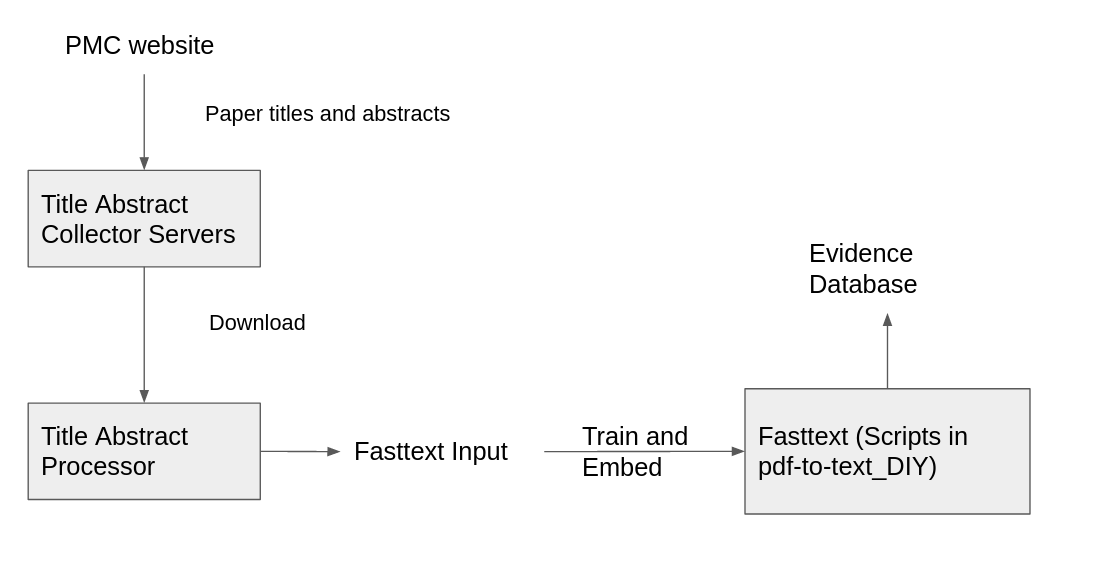 PMC website
Paper titles and abstracts
Title Abstract
Collector Servers
Download
Title Abstract
Processor
Fasttext Input
Train and
Embed
Fasttext (Scripts in
pdf-to-text_DIY)
Evidence
Database